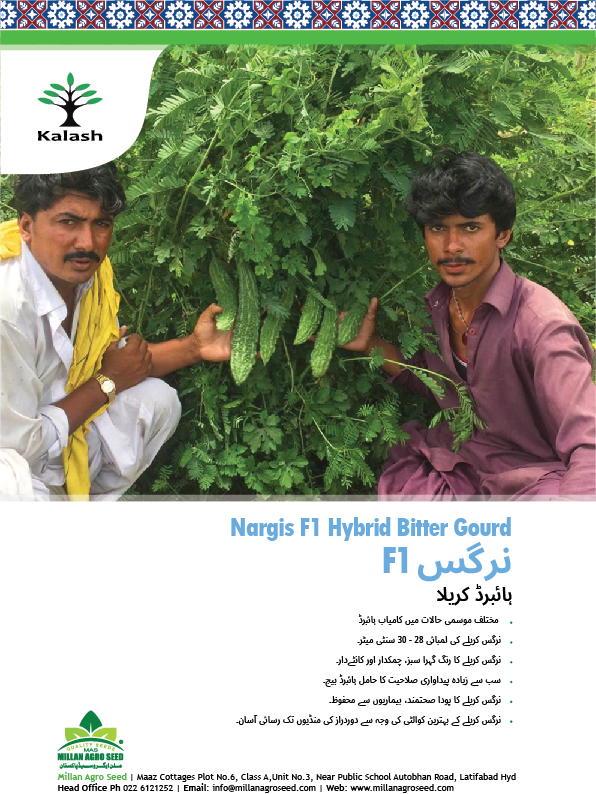 Kalash
Nargis F1 Hybrid Bitter Gourd
نرگس F1
ہائبرڈ کریلا
مختلف موسمی حالات میں کامیاب ہائبرڈ
نرگس کریلے کی لمبائی 28 - 30 سنٹی میٹر۔
نرگس کریلے کا رنگ گہرا سبز، چمکدار اور کانٹےدار۔
سب سے زیادہ پیداواری صلاحیت کا حامل ہائبرڈ بیج۔
نرگس کریلے کا پودا صحتمند، بیماریوں سے محفوظ۔
نرگس کریلے کے بہترین کوالٹی کی وجہ سے دوردراز کی منڈیوں تک رسائی آسان۔
QUALITY SEEDS
MAG
MILLAN AGRO SEED
ملن ایگرو سیڈ پاکستان
Millan Agro Seed | Maaz Cottages Plot No.6, Class A,Unit No.3, Near Public School Autobhan Road, Latifabad Hyd
Head Office Ph 022 6121252 | Email: info@millanagroseed.com | Web: www.millanagroseed.com